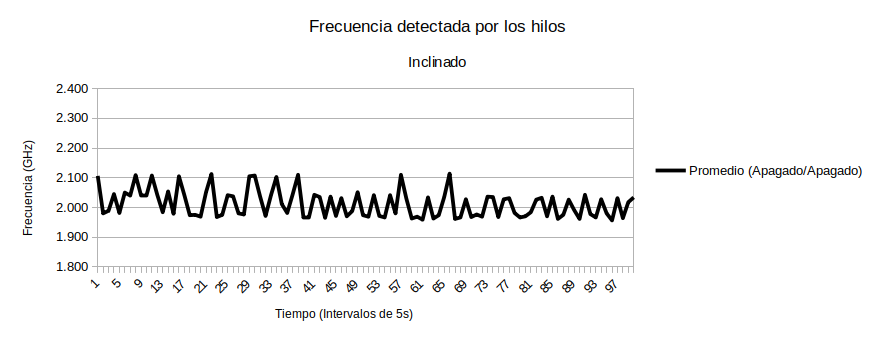 Frecuencia detectada por los hilos
Inclinado
2.400
2.300
2.200
2.100
2.000
1.900
1.800
Frecuencia (GHz)
1 5 9 13 17 21 25 29 33 37 41 45 49 53 57 61 65 69 73 77 81 85 89 93 97
Tiempo (Intervalos de 5s)
Promedio (Apagado/Apagado)